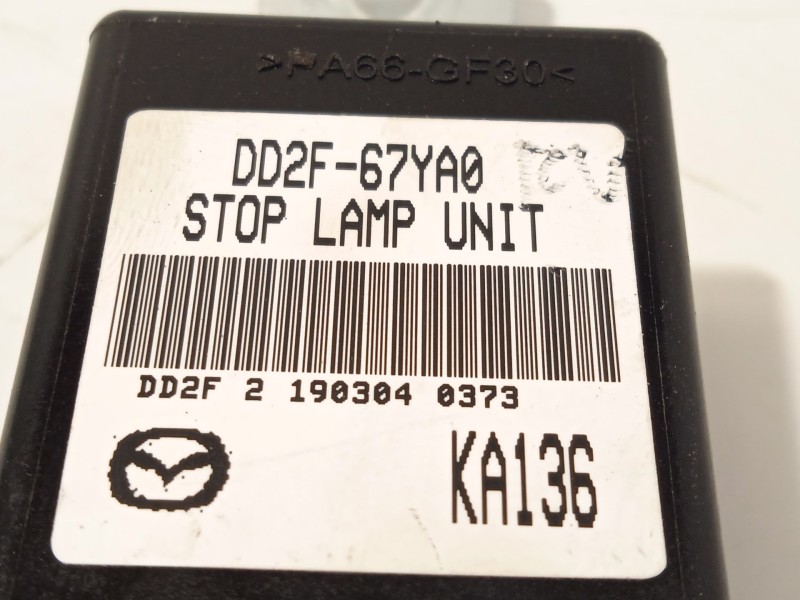 >PA66-GF30<
DD2F-67YA0
STOP LAMP UNIT
DD2F 2 190304 0373
KA136